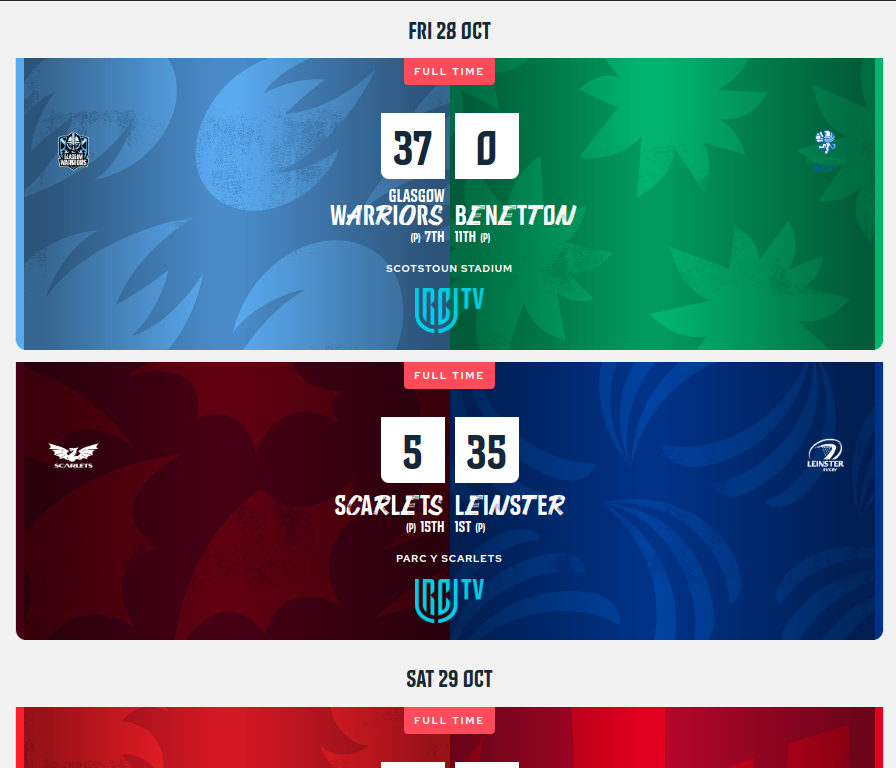 FRI 28 OCT
FULL TIME
37 0
GLASGOW
WARRIORS BENETTON
(P) 7TH 11TH (P)
GLASGOW
WARRIORS
SCOTSTOUN STADIUM
URC TV
FULL TIME
5 35
SCARLETS
LEINSTER
RUGBY
SCARLETS LEINSTER
(P) 15TH 1ST (P)
PARC Y SCARLETS
URC TV
SAT 29 OCT
FULL TIME